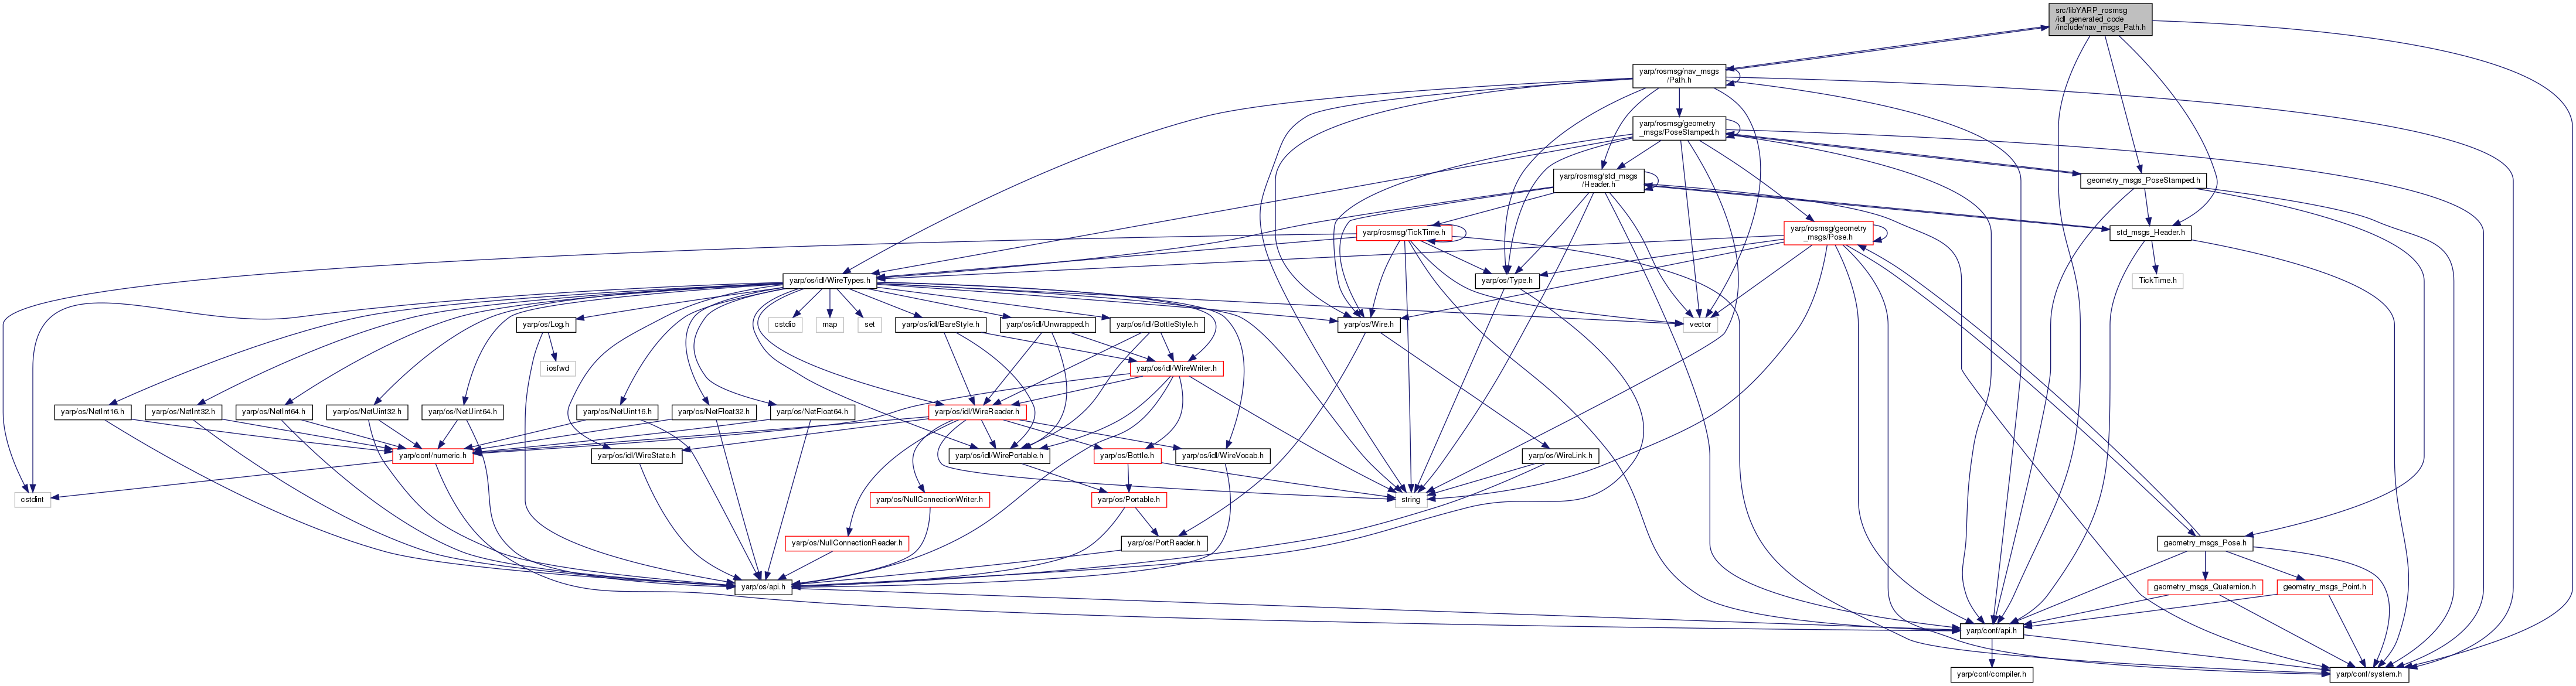 src/libYARP_rosmsg
/idl_generated_code
/include/nav_msgs_Path.h
yarp/rosmsg/nav_msgs
/Path.h
yarp/rosmsg/geometry
_msgs/PoseStamped.h
yarp/rosmsg/std_msgs
/Header.h
geometry_msgs_PoseStamped.h
yarp/rosmsg/TickTime.h
yarp/rosmsg/geometry
_msgs/Pose.h
std_msgs_Header.h
yarp/os/idl/WireTypes.h
yarp/os/Type.h
TickTime.h
yarp/os/Log.h
cstdio
map
set
yarp/os/idl/BareStyle.h
yarp/os/idl/Unwrapped.h
yarp/os/idl/BottleStyle.h
yarp/os/Wire.h
vector
iosfwd
yarp/os/idl/WireWriter.h
yarp/os/NetInt16.h
yarp/os/NetInt32.h
yarp/os/NetInt64.h
yarp/os/NetUint32.h
yarp/os/NetUint64.h
yarp/os/NetUint16.h
yarp/os/NetFloat32.h
yarp/os/NetFloat64.h
yarp/os/idl/WireReader.h
yarp/conf/numeric.h
yarp/os/idl/WireState.h
yarp/os/idl/WirePortable.h
yarp/os/Bottle.h
yarp/os/idl/WireVocab.h
yarp/os/WireLink.h
cstdint
yarp/os/NullConnectionWriter.h
yarp/os/Portable.h
string
yarp/os/NullConnectionReader.h
yarp/os/PortReader.h
geometry_msgs_Pose.h
yarp/os/api.h
geometry_msgs_Quaternion.h
geometry_msgs_Point.h
yarp/conf/api.h
yarp/conf/compiler.h
yarp/conf/system.h